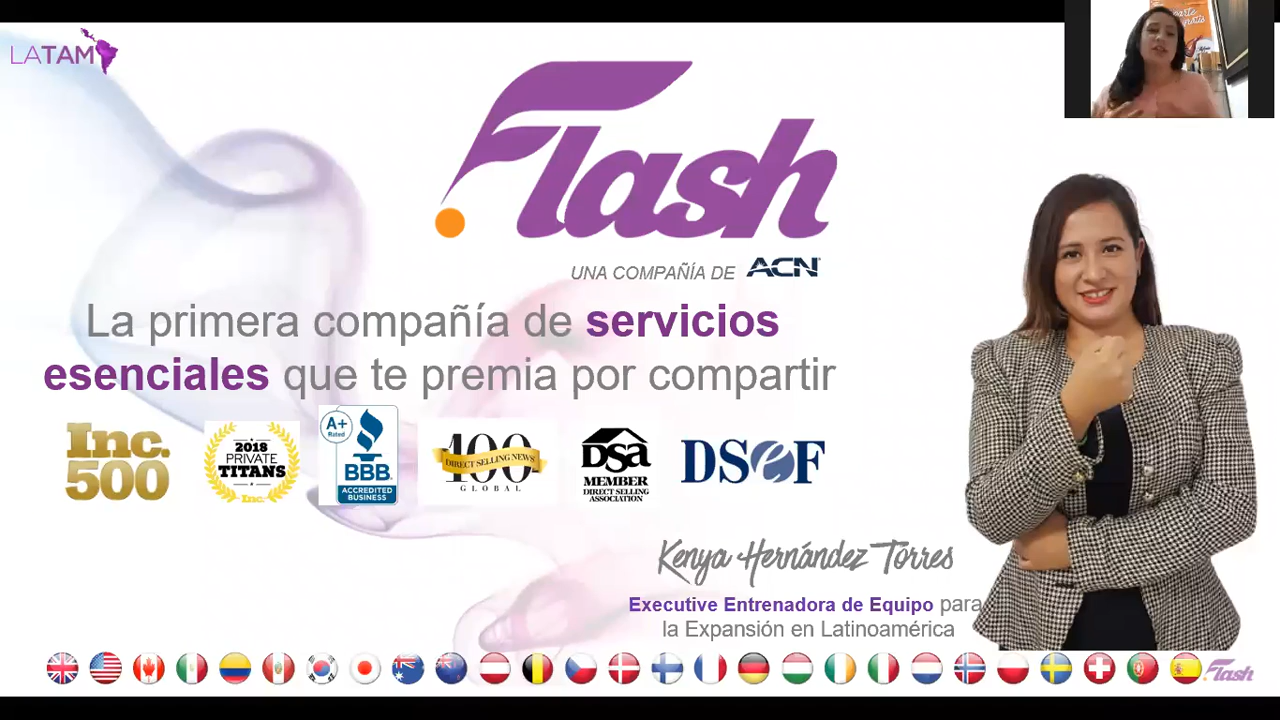 LATAM
Flash
UNA COMPAÑÍA DE ACN
La primera compañía de servicios
esenciales que te premia por compartir
Inc.
500
2018
PRIVATE
TITANS
Inc.
A+
Rated
BBB.
ACCREDITED
BUSINESS
100
DIRECT SELLING NEWS
GLOBAL
DSA
MEMBER
DIRECT SELLING
ASSOCIATION
DSEF
Kenya Hernández Torres
Executive Entrenadora de Equipo para
la Expansión en Latinoamérica
Flash